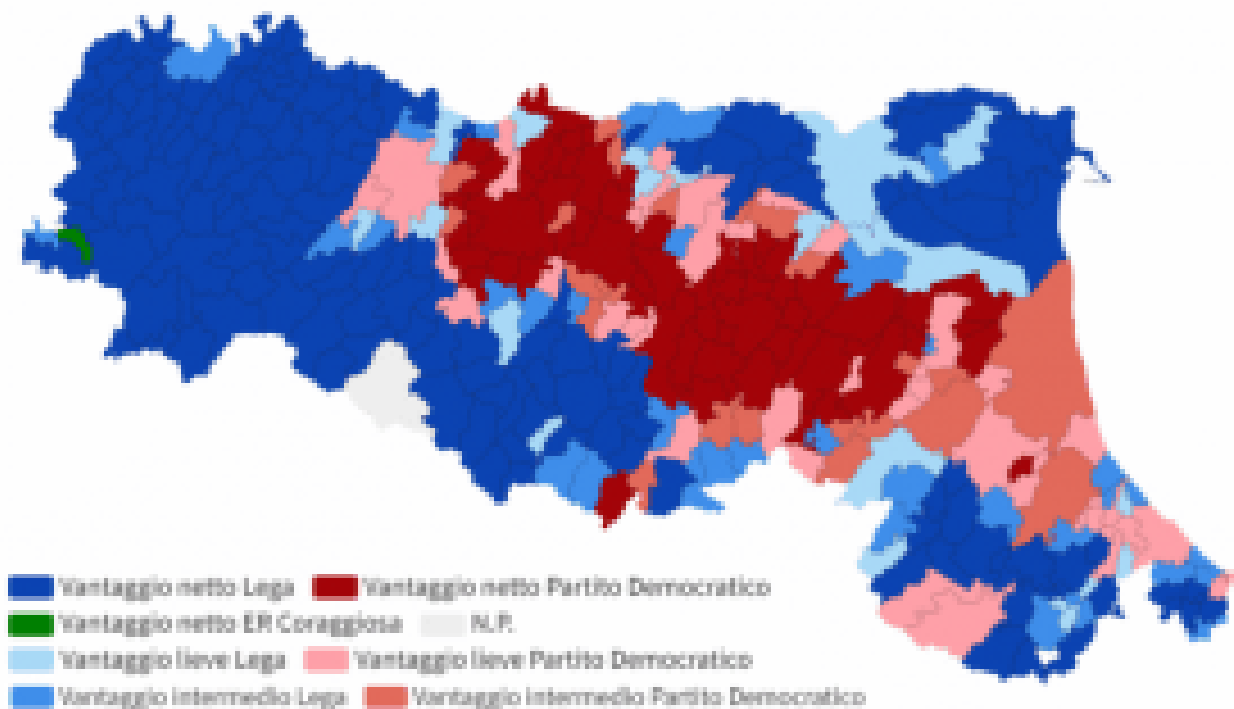 Vantaggio netto Lega Vantaggio netto Partito Democratico
Vantaggio netto ER Coraggiosa N.P.
Vantaggio lieve Lega Vantaggio lieve Partito Democratico
Vantaggio intermedio Lega Vantaggio intermedio Partito Democratico